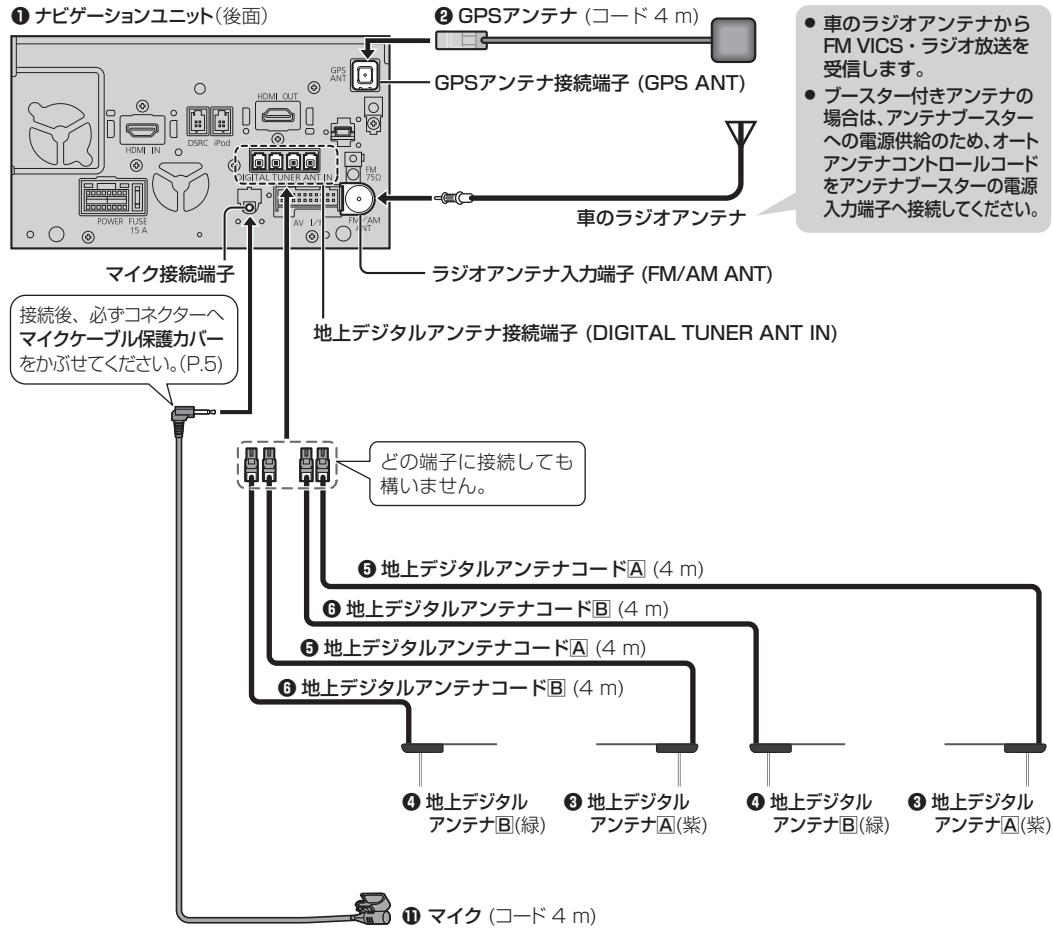 ❶ ナビゲーションユニット(後面)
❷ GPSアンテナ (コード 4 m)
● 車のラジオアンテナから
FM VICS・ラジオ放送を
受信します。
● ブースター付きアンテナの
場合は、アンテナブースター
への電源供給のため、オート
アンテナコントロールコード
をアンテナブースターの電源
入力端子へ接続してください。
GPS
ANT
GPSアンテナ接続端子 (GPS ANT)
HDMI OUT
HDMI IN
DSRC iPod
DIGITAL TUNER ANT IN
FM
75Ω
POWER FUSE
15 A
AV I/F
FM/AM
ANT
車のラジオアンテナ
マイク接続端子
ラジオアンテナ入力端子 (FM/AM ANT)
地上デジタルアンテナ接続端子 (DIGITAL TUNER ANT IN)
接続後、必ずコネクターへ
マイクケーブル保護カバー
をかぶせてください。(P.5)
どの端子に接続しても
構いません。
❺ 地上デジタルアンテナコードA (4 m)
❻ 地上デジタルアンテナコードB (4 m)
❺ 地上デジタルアンテナコードA (4 m)
❻ 地上デジタルアンテナコードB (4 m)
❹ 地上デジタル
アンテナB(緑)
❸ 地上デジタル
アンテナA(紫)
❹ 地上デジタル
アンテナB(緑)
❸ 地上デジタル
アンテナA(紫)
⓫ マイク (コード 4 m)